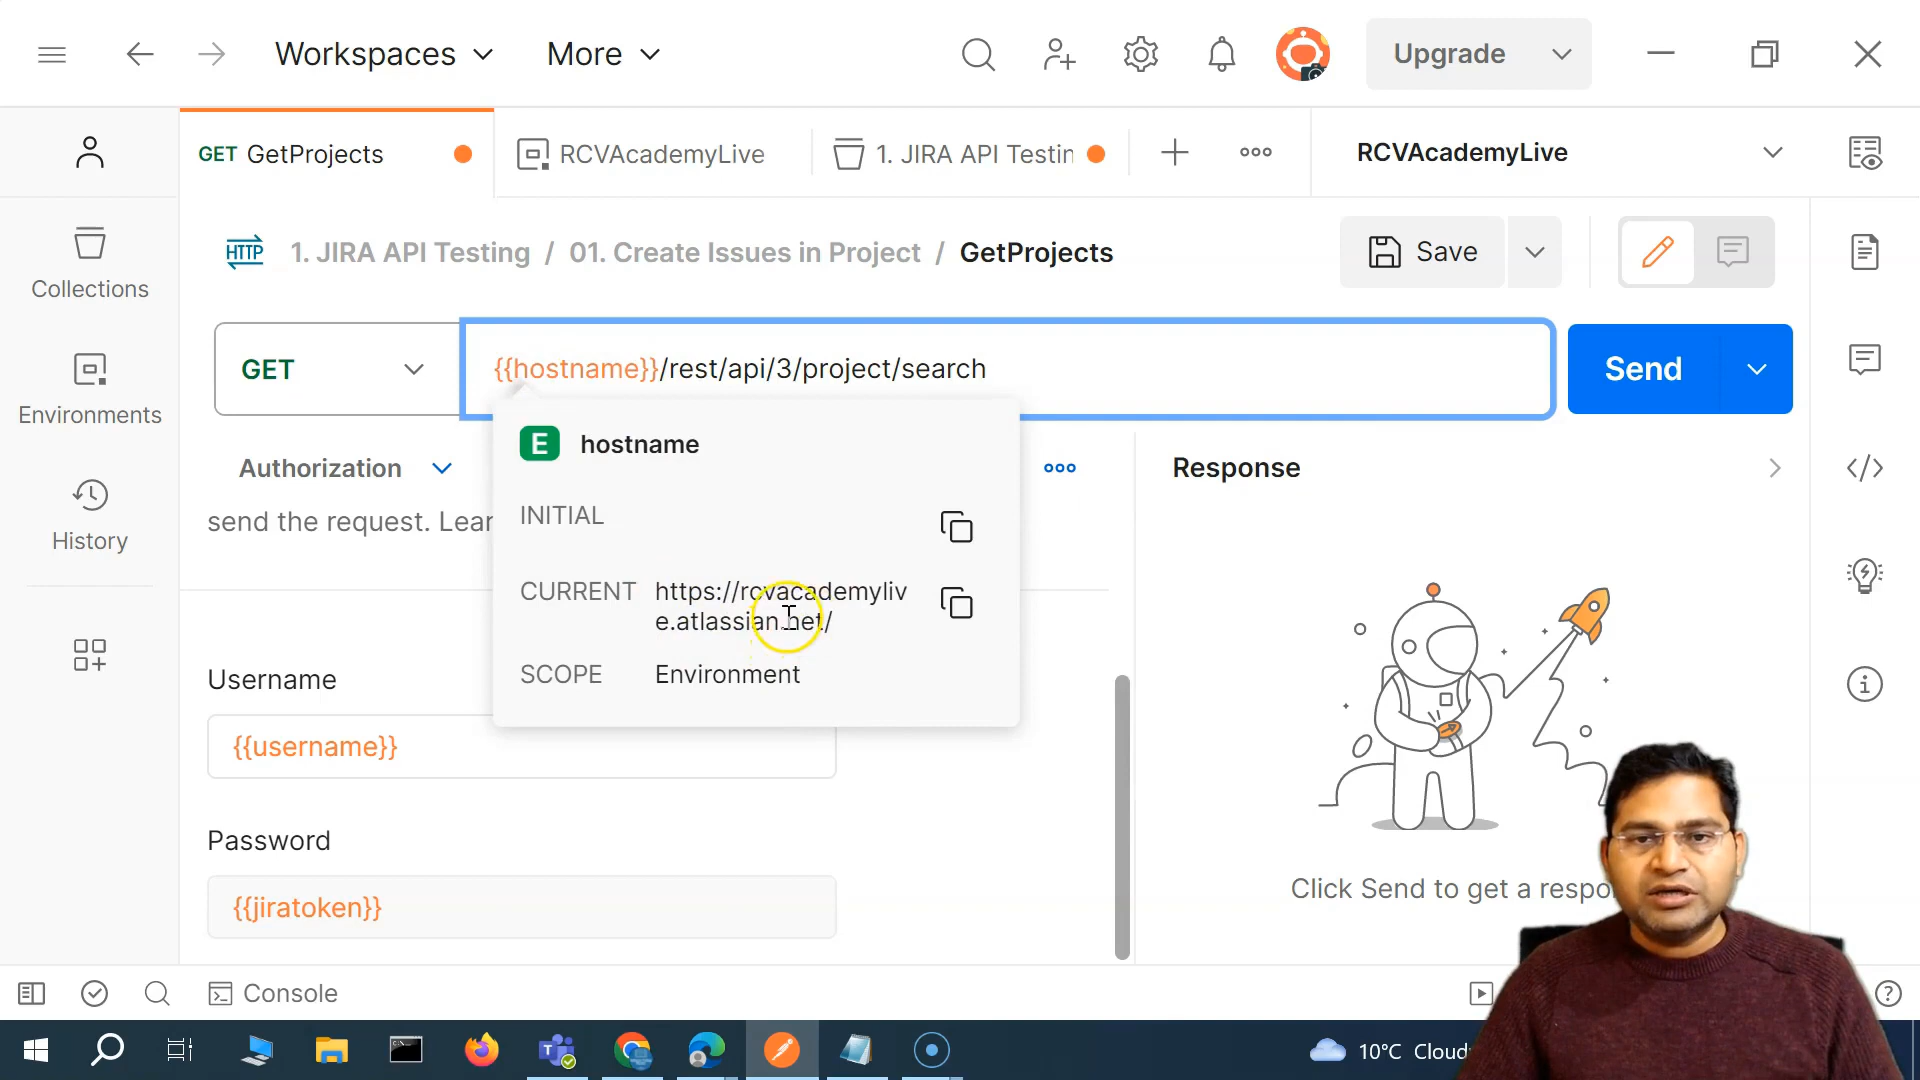 Workspaces
More
Upgrade
GET GetProjects
RCVAcademyLive
1. JIRA API Testin
RCVAcademyLive
HTTP
1. JIRA API Testing / 01. Create Issues in Project / GetProjects
Save
Collections
GET
{{hostname}}/rest/api/3/project/search
Send
Environments
E hostname
Authorization
Response
INITIAL
send the request. Lear
History
CURRENT
https://rcvacademyliv
e.atlassian.net/
SCOPE
Environment
Username
{{username}}
Password
Click Send to get a respo
{{jiratoken}}
Console
10°C Cloud